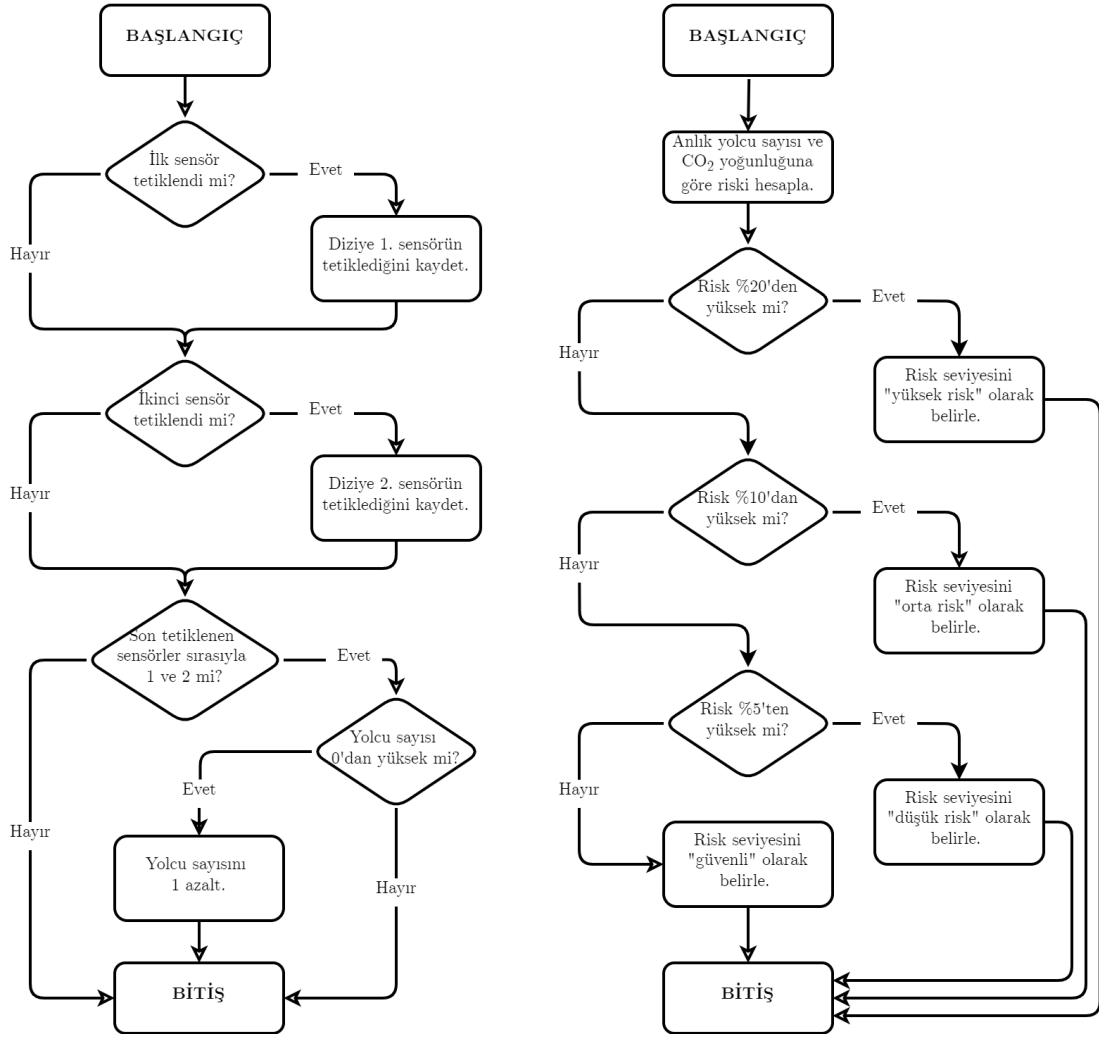 BAŞLANGIÇ
İlk sensör
tetiklendi mi?
Evet
Hayır
Diziye 1. sensörün
tetiklediğini kaydet.
İkinci sensör
tetiklendi mi?
Evet
Hayır
Diziye 2. sensörün
tetiklediğini kaydet.
Son tetiklenen
sensörler sırasıyla
1 ve 2 mi?
Evet
Hayır
Yolcu sayısı
0'dan yüksek mi?
Evet
Hayır
Yolcu sayısını
1 azalt.
BİTİŞ
BAŞLANGIÇ
Anlık yolcu sayısı ve
CO₂ yoğunluğuna
göre riski hesapla.
Risk %20'den
yüksek mi?
Evet
Hayır
Risk seviyesini
"yüksek risk" olarak
belirle.
Risk %10'dan
yüksek mi?
Evet
Hayır
Risk seviyesini
"orta risk" olarak
belirle.
Risk %5'ten
yüksek mi?
Evet
Hayır
Risk seviyesini
"düşük risk" olarak
belirle.
Risk seviyesini
"güvenli" olarak
belirle.
BİTİŞ